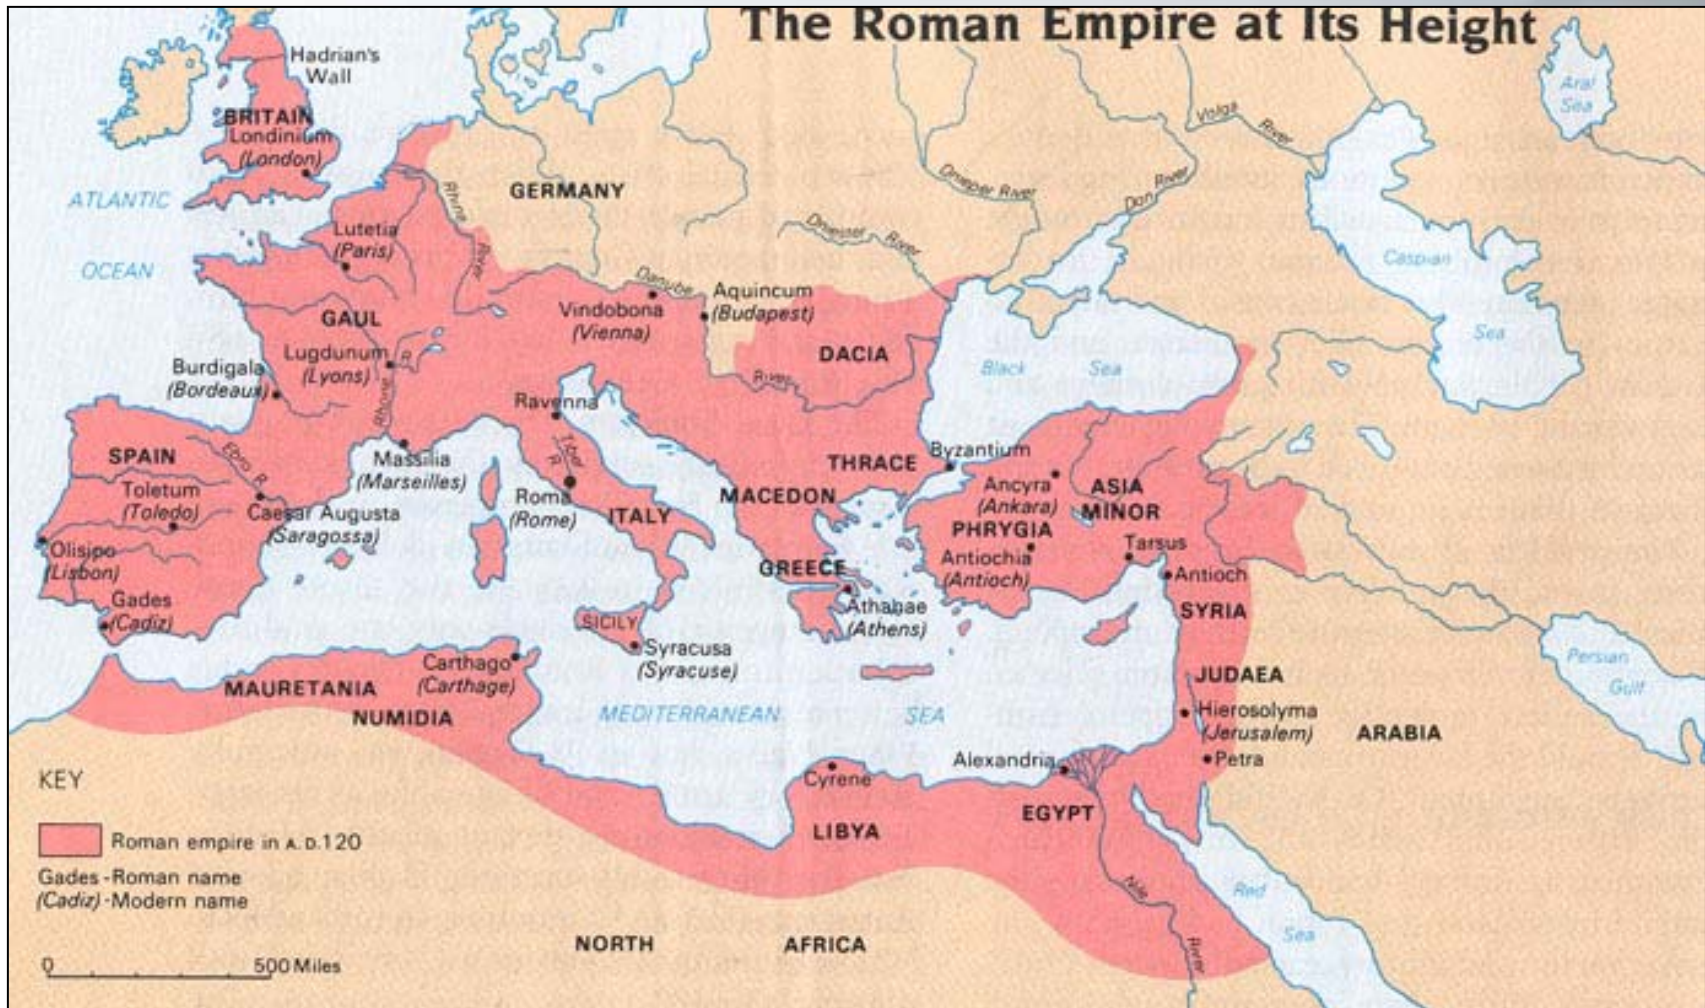 The Roman Empire at Its Height
Hadrian's
Wall
BRITAIN
Londinium
(London)
ATLANTIC
OCEAN
GERMANY
Rhine
River
Lutetia
(Paris)
GAUL
Lugdunum
(Lyons)
R.
Rhone
Burdigala
(Bordeaux)
Vindobona
(Vienna)
Danube
River
Aquincum
(Budapest)
DACIA
Dniester River
Dnieper River
Don River
Volga River
Aral
Sea
Caspian
Sea
Black Sea
Ravenna
Tiber
R.
Roma
(Rome)
ITALY
Massilia
(Marseilles)
SPAIN
Ebro R.
Toletum
(Toledo)
Caesar Augusta
(Saragossa)
Olisipo
(Lisbon)
Gades
(Cadiz)
THRACE
Byzantium
MACEDON
GREECE
Athahae
(Athens)
Ancyra
(Ankara)
ASIA
MINOR
PHRYGIA
Antiochia
(Antioch)
Tarsus
Antioch
SYRIA
SICILY
Syracusa
(Syracuse)
Carthago
(Carthage)
MAURETANIA
NUMIDIA
MEDITERRANEAN SEA
JUDAEA
Hierosolyma
(Jerusalem)
Petra
ARABIA
Persian
Gulf
Alexandria
Cyrene
LIBYA
EGYPT
Nile
River
Red
Sea
NORTH AFRICA
KEY
Roman empire in A.D.120
Gades -Roman name
(Cadiz) -Modern name
0 500 Miles